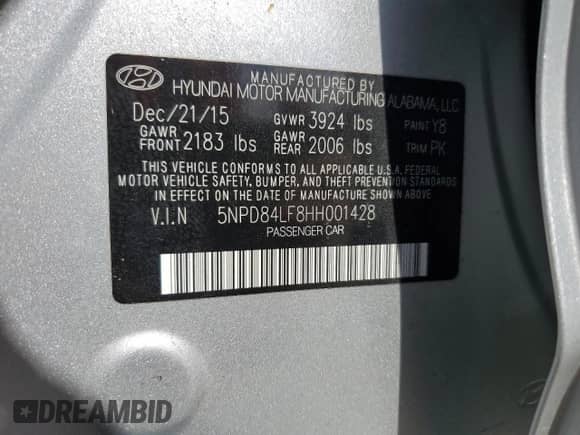 MANUFACTURED BY
HYUNDAI MOTOR MANUFACTURING ALABAMA, LLC
Dec/21/15 GVWR 3924 lbs PAINT Y8
GAWR FRONT 2183 lbs GAWR REAR 2006 lbs TRIM PK
THIS VEHICLE CONFORMS TO ALL APPLICABLE U.S.A. FEDERAL
MOTOR VEHICLE SAFETY, BUMPER, AND THEFT PREVENTION STANDARDS
IN EFFECT ON THE DATE OF MANUFACTURE SHOWN ABOVE
V.I.N 5NPD84LF8HH001428
PASSENGER CAR
DREAMBID